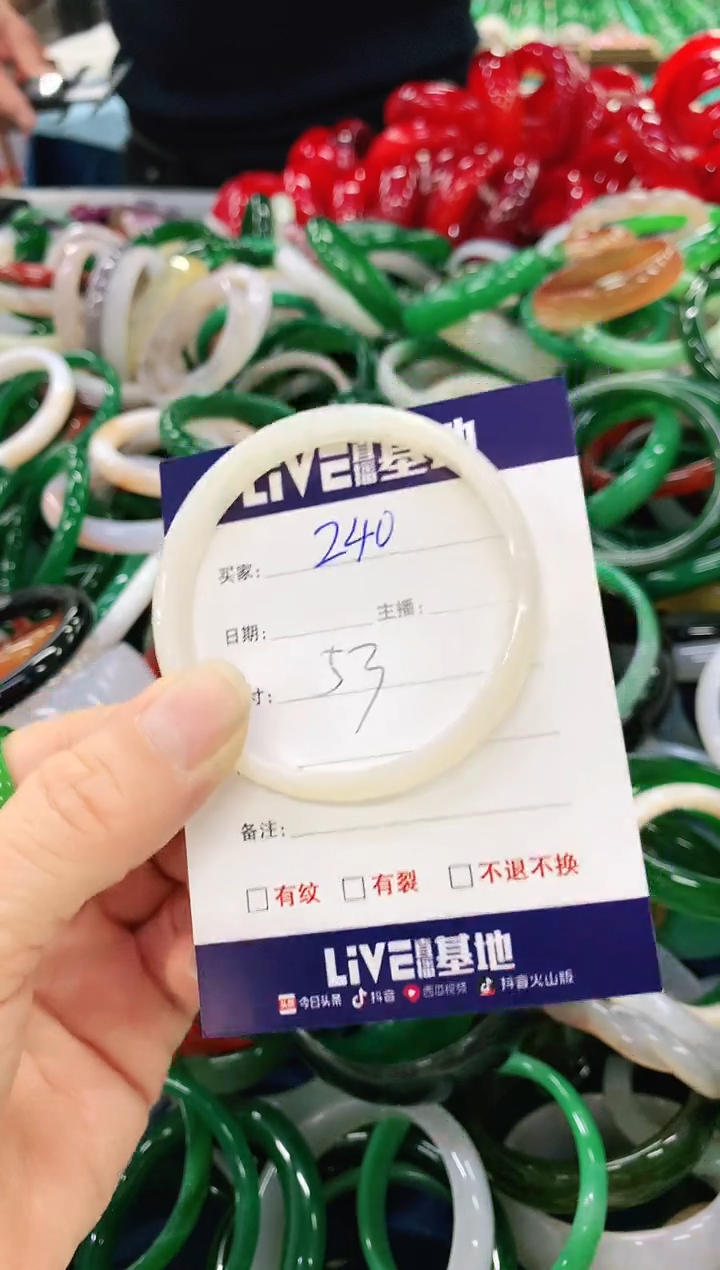 LiVE直播基地
买家: 240
日期: 主播:
寸: 53
备注:
有纹 有裂 不退不换
LiVE直播基地
头条 今日头条 抖音 西瓜视频 抖音火山版